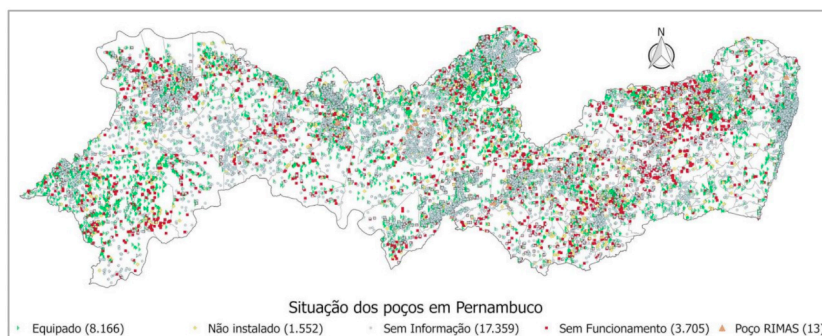 N
Situação dos poços em Pernambuco
Equipado (8.166) Não instalado (1.552) Sem Informação (17.359) Sem Funcionamento (3.705) Poço RIMAS (13